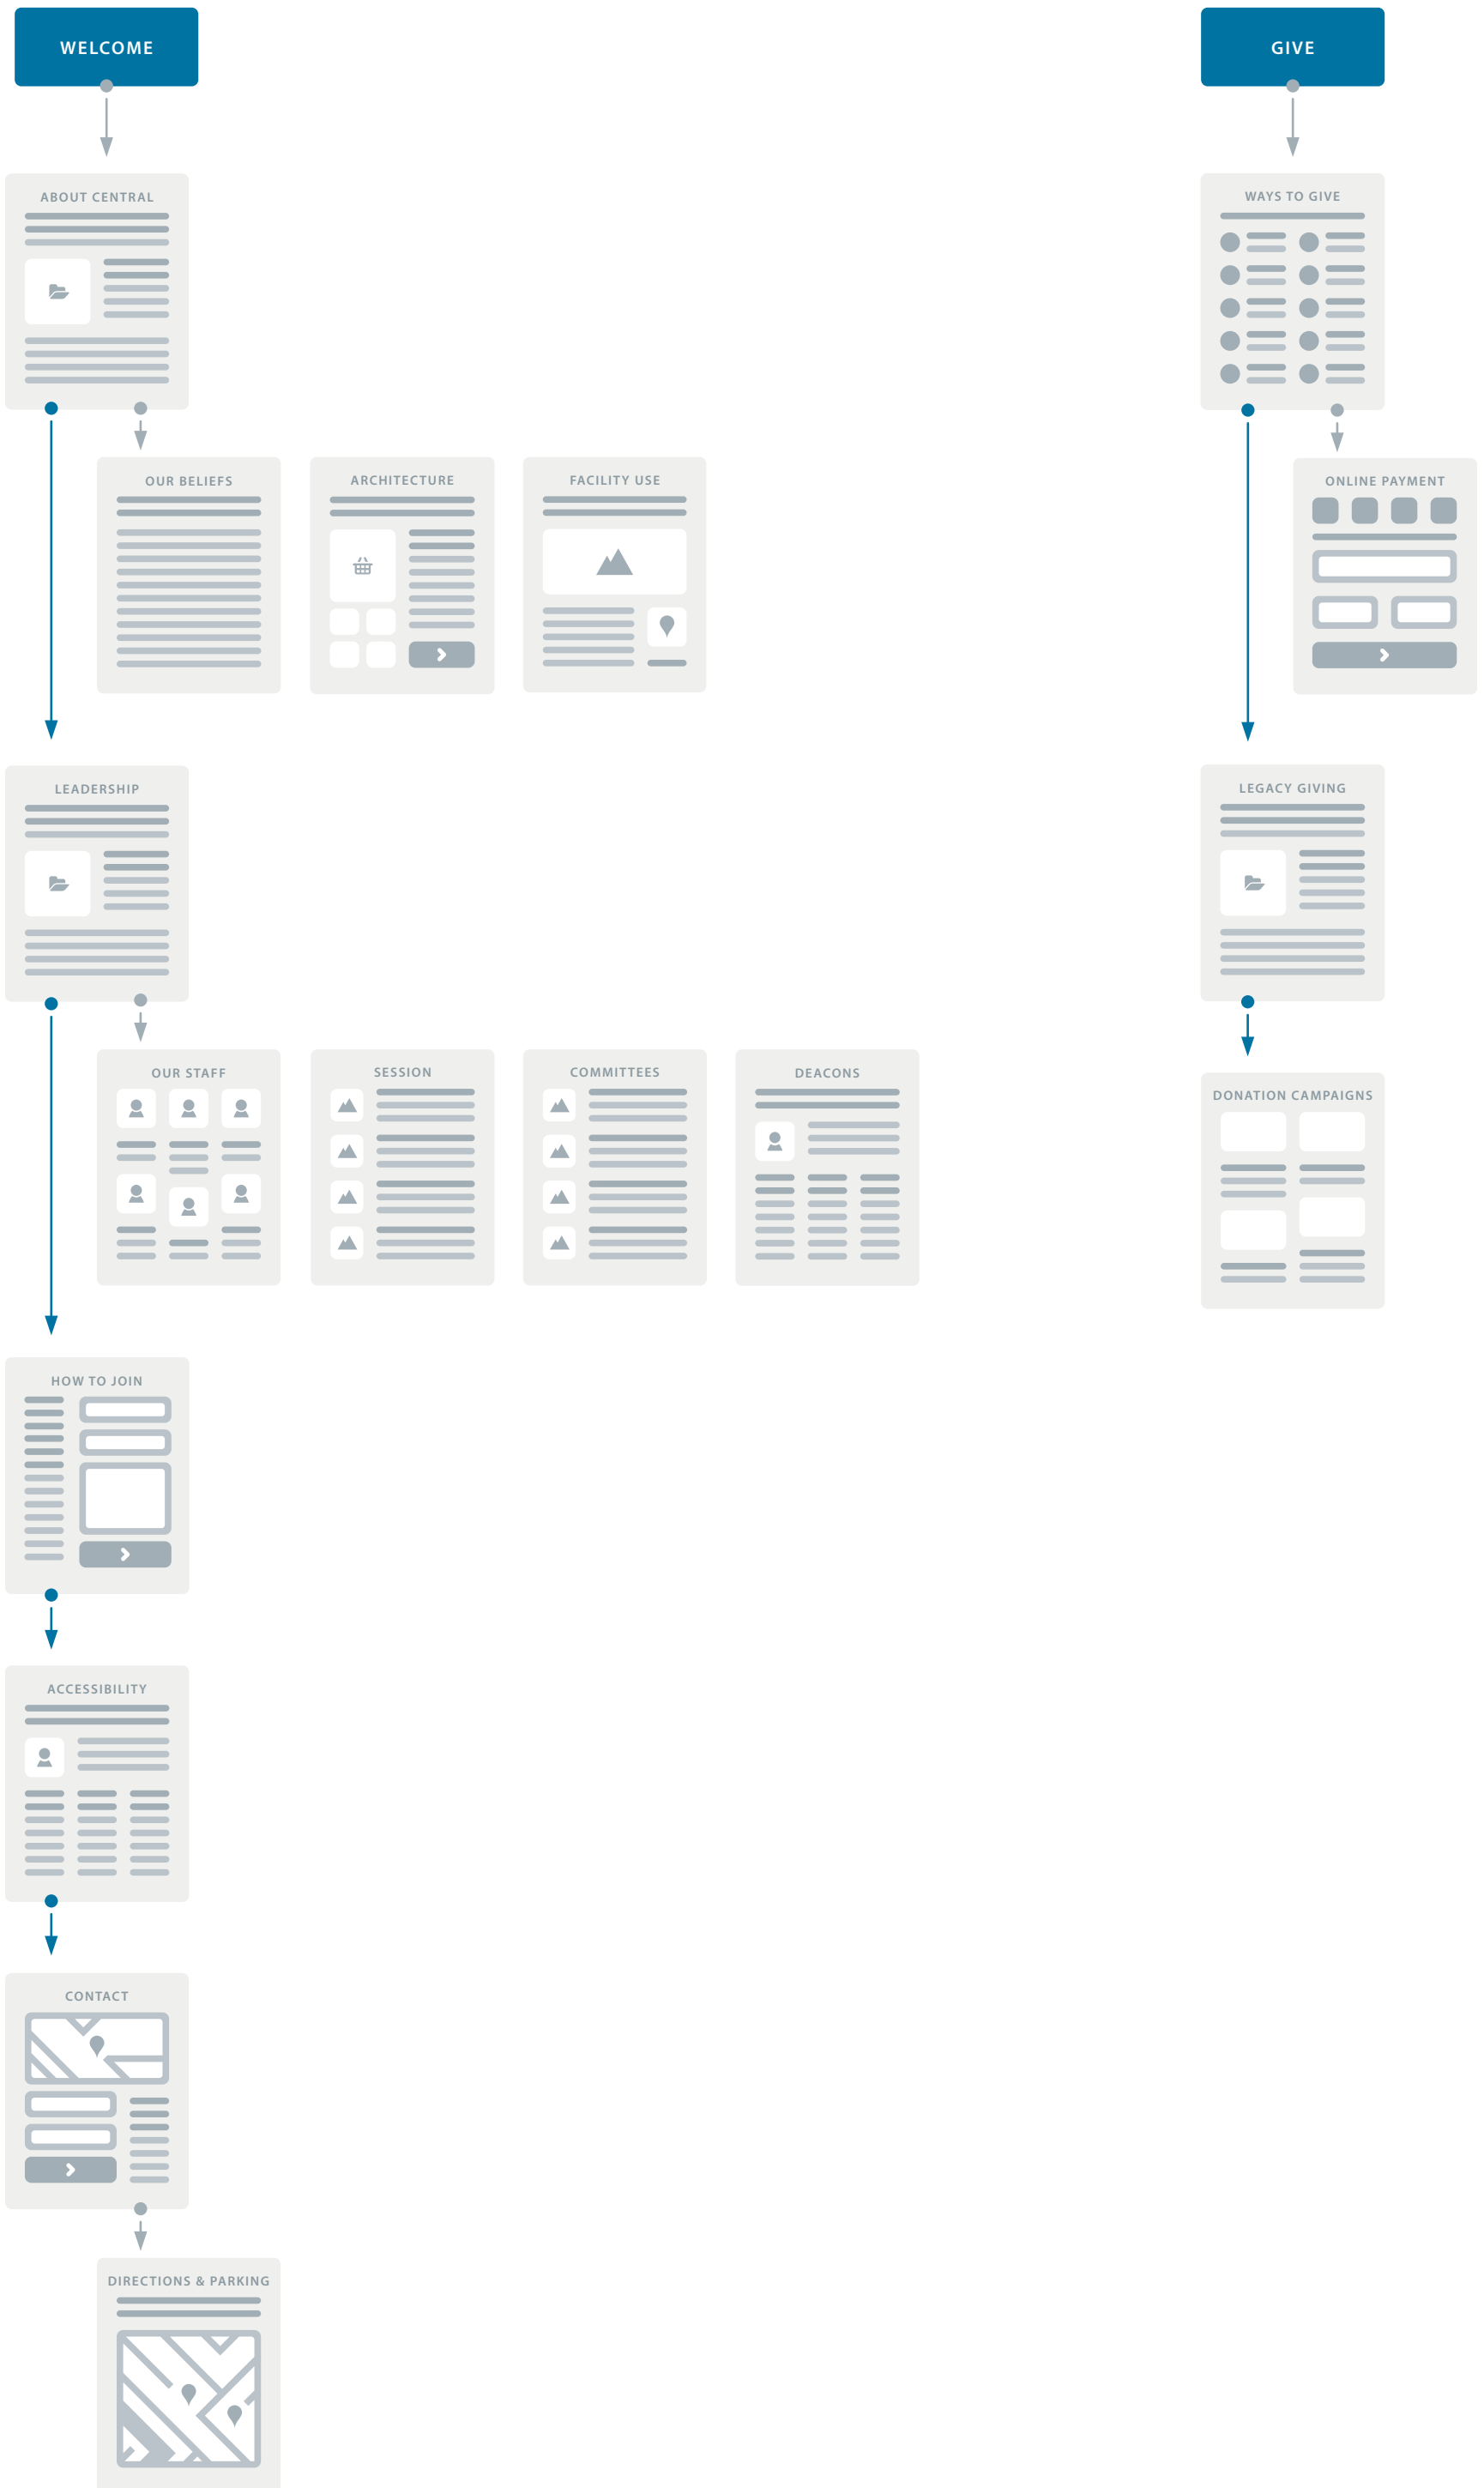 WELCOME
GIVE
ABOUT CENTRAL
WAYS TO GIVE
OUR BELIEFS
ARCHITECTURE
FACILITY USE
ONLINE PAYMENT
LEADERSHIP
LEGACY GIVING
OUR STAFF
SESSION
COMMITTEES
DEACONS
DONATION CAMPAIGNS
HOW TO JOIN
ACCESSIBILITY
CONTACT
DIRECTIONS & PARKING